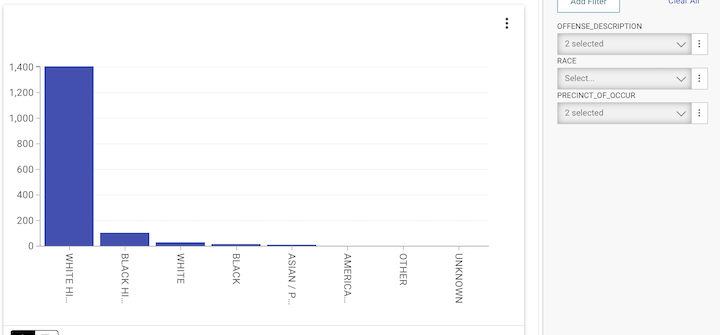 Add Filter
Clear All
OFFENSE_DESCRIPTION
2 selected
RACE
Select...
PRECINCT_OF_OCCUR
2 selected
1,400
1,200
1,000
800
600
400
200
0
WHITE HI...
BLACK HI...
WHITE
BLACK
ASIAN / P...
AMERICA...
OTHER
UNKNOWN